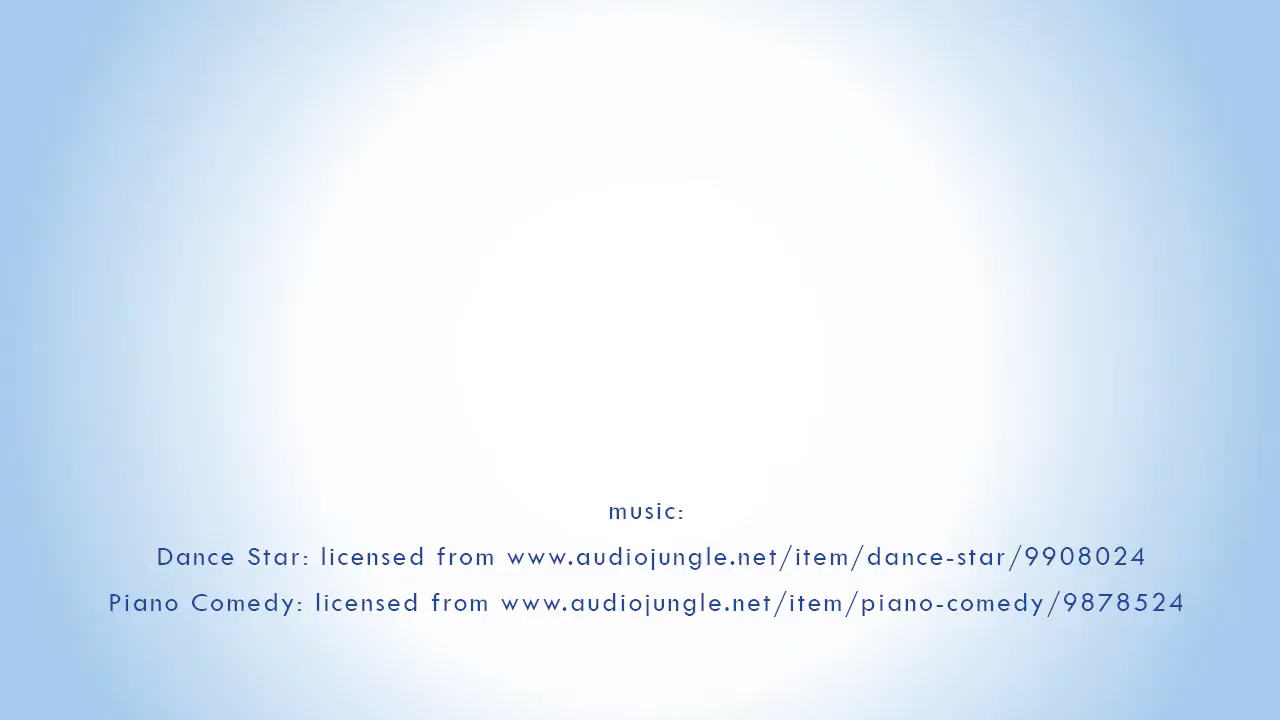 music:
Dance Star: licensed from www.audiojungle.net/item/dance-star/9908024
Piano Comedy: licensed from www.audiojungle.net/item/piano-comedy/9878524